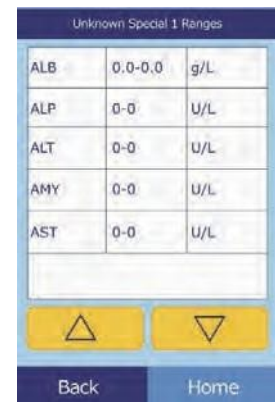 Unknown Special 1 Ranges
ALB 0.0-0.0 g/L
ALP 0-0 U/L
ALT 0-0 U/L
AMY 0-0 U/L
AST 0-0 U/L
Back Home